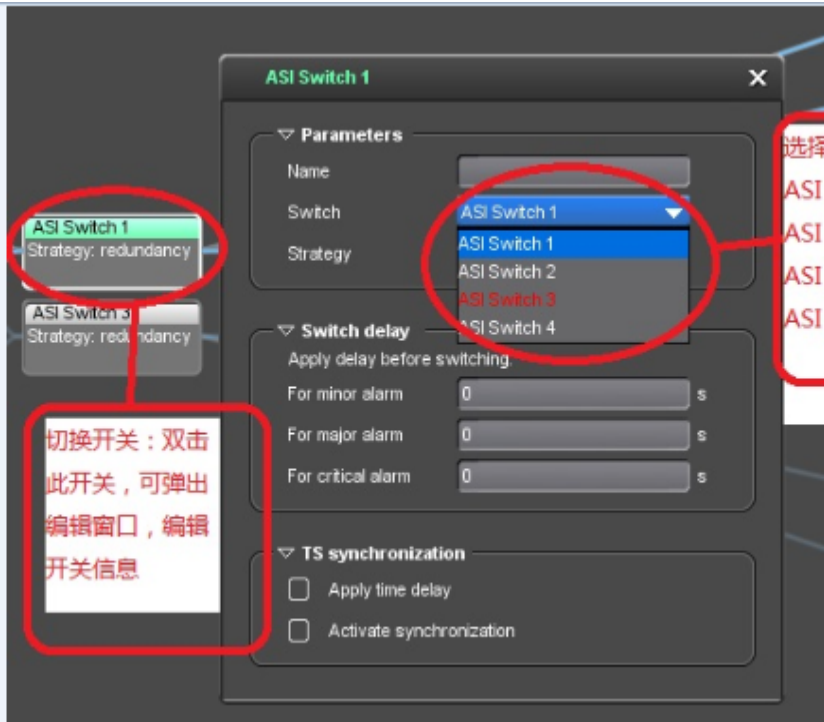 ASI Switch 1
Parameters
Name
Switch
ASI Switch 1
ASI Switch 1
ASI Switch 2
ASI Switch 3
ASI Switch 4
Strategy
Switch delay
Apply delay before switching.
For minor alarm 0 s
For major alarm 0 s
For critical alarm 0 s
TS synchronization
Apply time delay
Activate synchronization
ASI Switch 1
Strategy: redundancy
ASI Switch 3
Strategy: redundancy
切换开关：双击
此开关，可弹出
编辑窗口，编辑
开关信息
选择
ASI
ASI
ASI
ASI